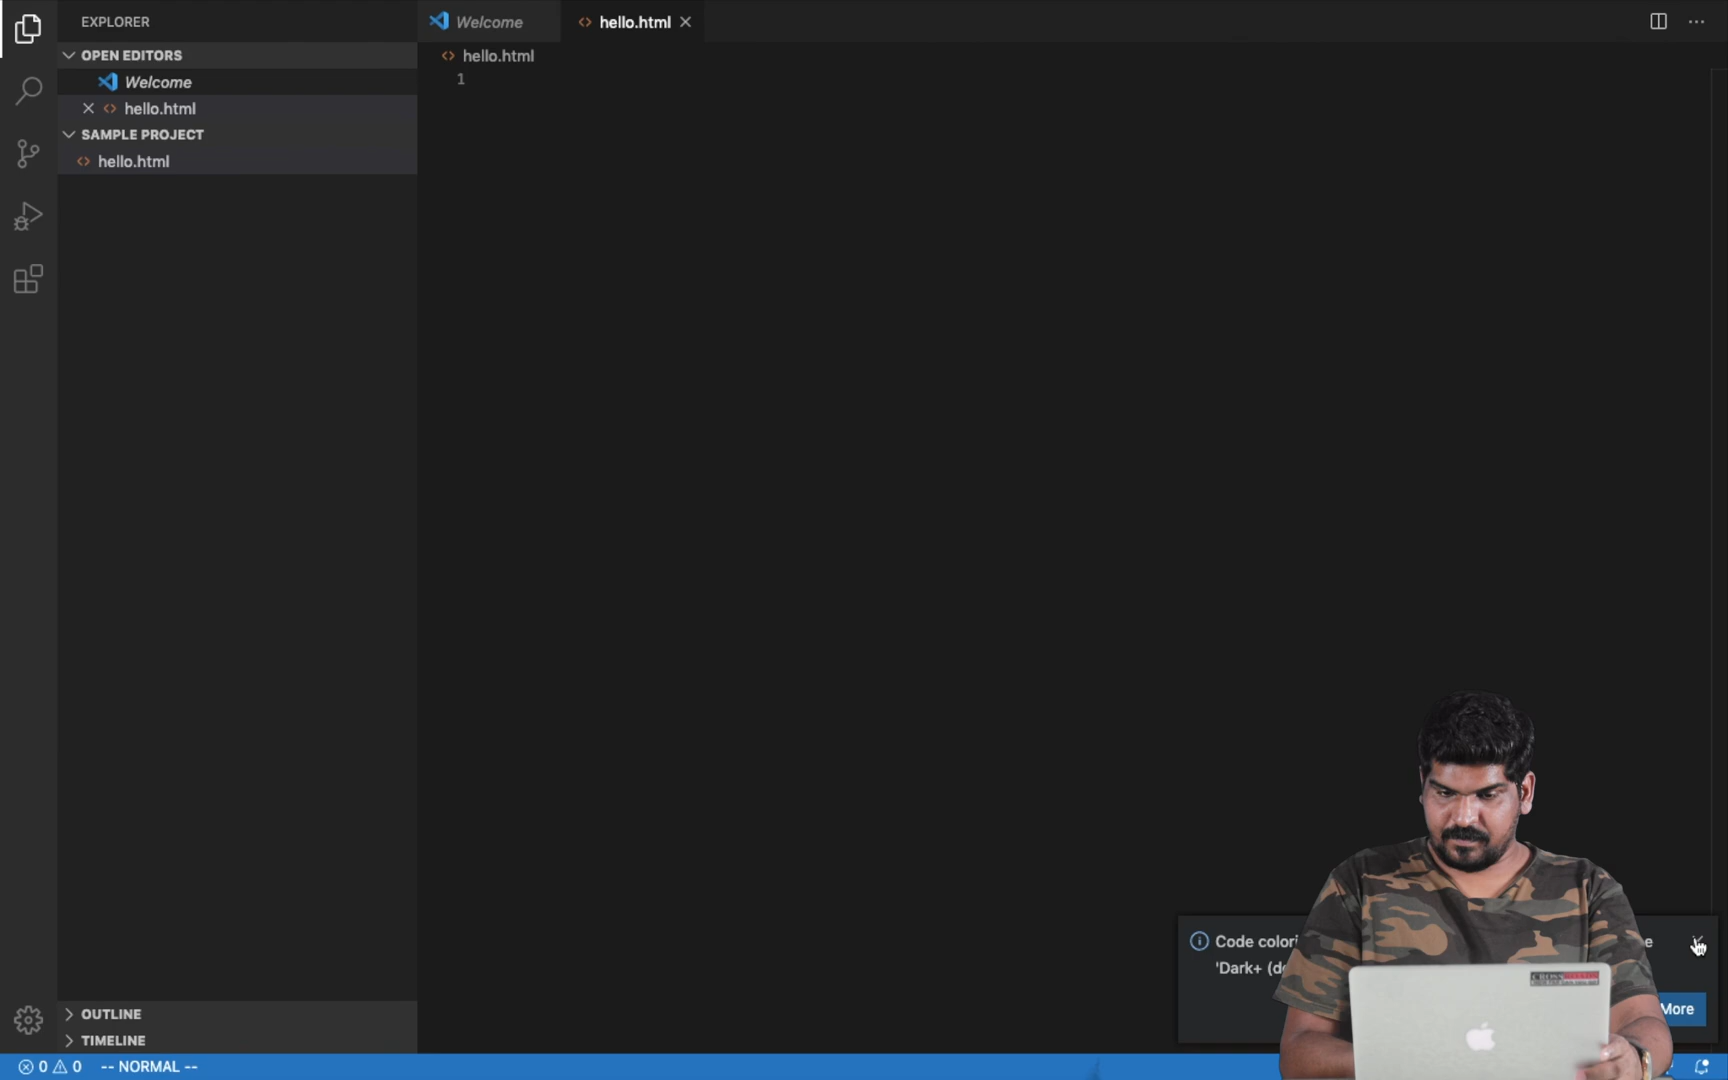 EXPLORER
OPEN EDITORS
Welcome
hello.html
SAMPLE PROJECT
hello.html
OUTLINE
TIMELINE
Welcome
hello.html
hello.html
1
Code colori
e
'Dark+ (de
More
0 0 -- NORMAL --